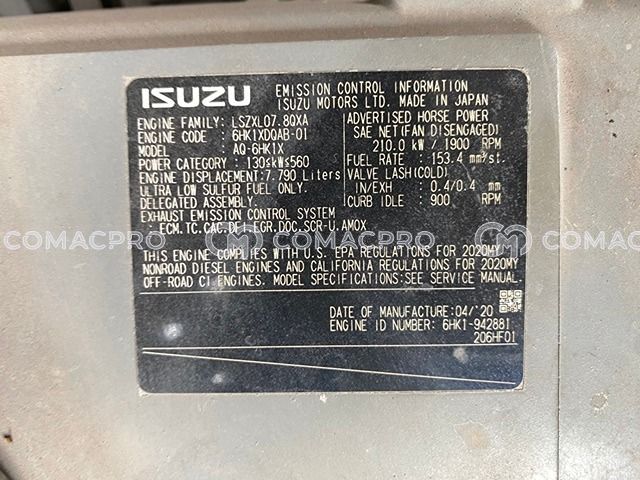 ISUZU
EMISSION CONTROL INFORMATION
ISUZU MOTORS LTD. MADE IN JAPAN
ENGINE FAMILY: LSZXL07.8QXA
ENGINE CODE : 6HK1XDQAB-01
MODEL : AQ-6HK1X
POWER CATEGORY : 130≤kW≤560
ENGINE DISPLACEMENT:7.790 Liters
ULTRA LOW SULFUR FUEL ONLY.
DELEGATED ASSEMBLY.
EXHAUST EMISSION CONTROL SYSTEM
: ECM,TC,CAC,DFI,EGR,DOC,SCR-U,AMOX
ADVERTISED HORSE POWER
SAE NET(FAN DISENGAGED)
210.0 kW / 1900 RPM
FUEL RATE : 153.4 mm³/st.
VALVE LASH(COLD)
IN/EXH : 0.4/0.4 mm
CURB IDLE : 900 RPM
THIS ENGINE COMPLIES WITH U.S. EPA REGULATIONS FOR 2020MY
NONROAD DIESEL ENGINES AND CALIFORNIA REGULATIONS FOR 2020MY
OFF-ROAD CI ENGINES. MODEL SPECIFICATIONS:SEE SERVICE MANUAL.
DATE OF MANUFACTURE:04/'20
ENGINE ID NUMBER: 6HK1-942881
206HF01
COMACPRO COMACPRO COMACPRO COMACPRO